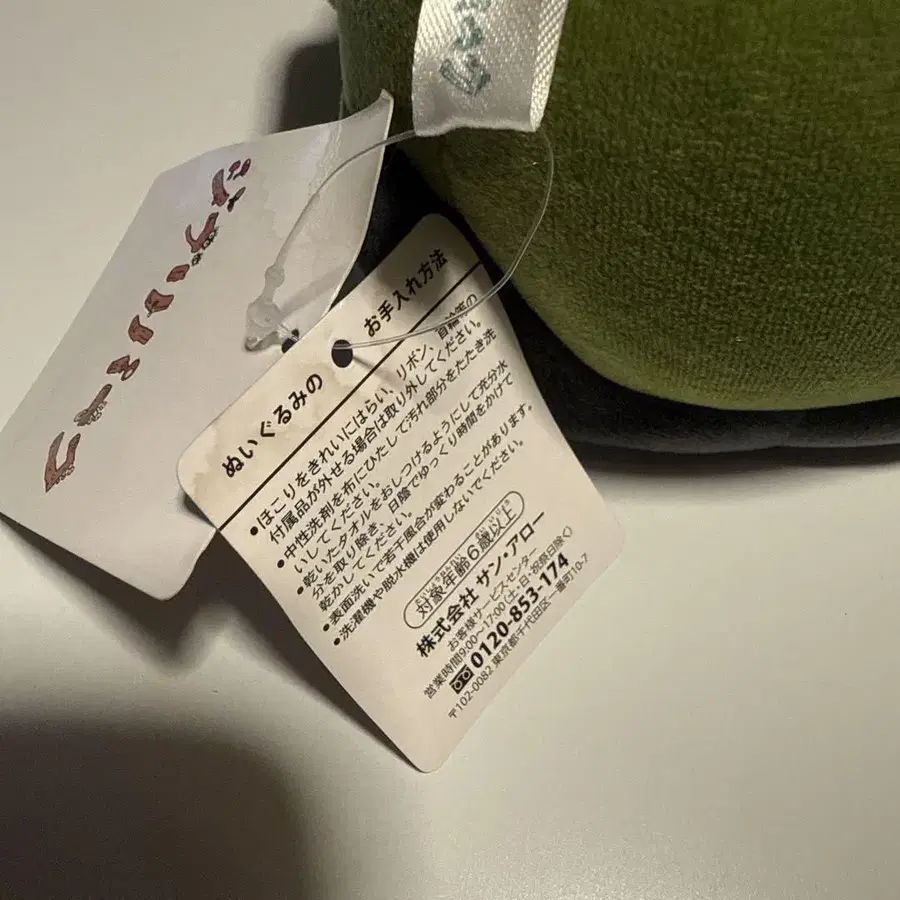 ぬいぐるみの お手入れ方法
•ほこりをきれいにはらい、リボン、首輪等の
付属品が外せる場合は取り外してください。
•中性洗剤を布にひたして汚れ部分をたたき洗
いしてください。
•乾いたタオルをおしつけるようにして充分水
分を取り除き、日陰でゆっくり時間をかけて
乾かしてください。
•表面洗いで若干風合が変わることがあります。
•洗濯機や脱水機は使用しないでください。
対象年齢6歳以上
株式会社 サン・アロー
お客様サービスセンター
営業時間9:00~17:00(土・日・祝祭日除く)
0120-853-174
〒102-0082 東京都千代田区一番町10-7